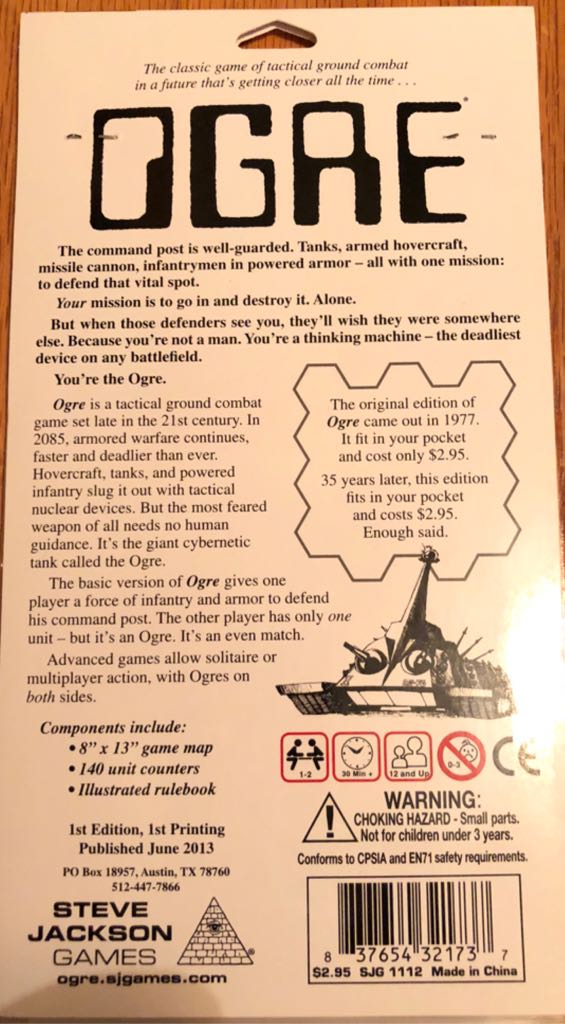 The classic game of tactical ground combat
in a future that's getting closer all the time . . .
OGRE®
The command post is well-guarded. Tanks, armed hovercraft,
missile cannon, infantrymen in powered armor – all with one mission:
to defend that vital spot.
Your mission is to go in and destroy it. Alone.
But when those defenders see you, they'll wish they were somewhere
else. Because you're not a man. You're a thinking machine – the deadliest
device on any battlefield.
You're the Ogre.
Ogre is a tactical ground combat
game set late in the 21st century. In
2085, armored warfare continues,
faster and deadlier than ever.
Hovercraft, tanks, and powered
infantry slug it out with tactical
nuclear devices. But the most feared
weapon of all needs no human
guidance. It's the giant cybernetic
tank called the Ogre.
The basic version of Ogre gives one
player a force of infantry and armor to defend
his command post. The other player has only one
unit – but it's an Ogre. It's an even match.
Advanced games allow solitaire or
multiplayer action, with Ogres on
both sides.
The original edition of
Ogre came out in 1977.
It fit in your pocket
and cost only $2.95.
35 years later, this edition
fits in your pocket
and costs $2.95.
Enough said.
Components include:
• 8" x 13" game map
• 140 unit counters
• Illustrated rulebook
1st Edition, 1st Printing
Published June 2013
PO Box 18957, Austin, TX 78760
512-447-7866
STEVE
JACKSON
GAMES
ogre.sjgames.com
1-2
30 Min +
12 and Up
0-3
CE
WARNING:
CHOKING HAZARD - Small parts.
Not for children under 3 years.
Conforms to CPSIA and EN71 safety requirements.
8 37654 32173 7
$2.95 SJG 1112 Made in China